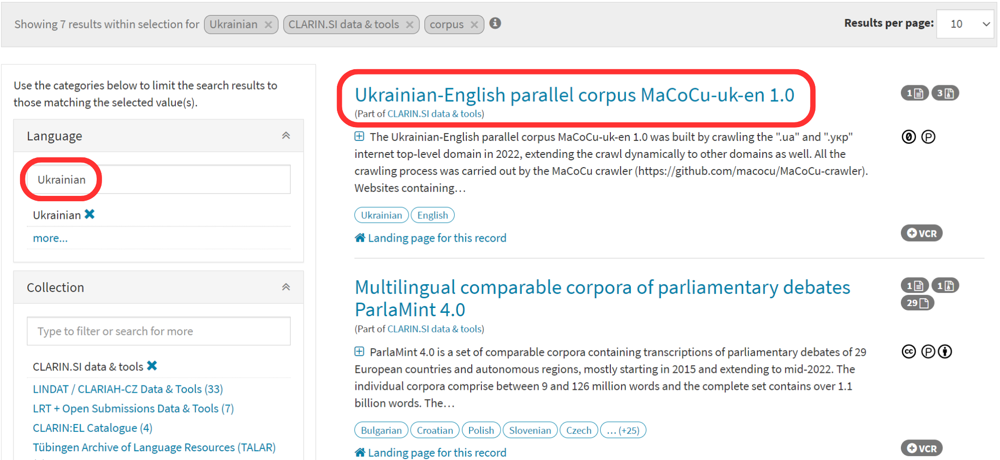 Showing 7 results within selection for Ukrainian × CLARIN.SI data & tools × corpus ×
Results per page: 10
Use the categories below to limit the search results to
those matching the selected value(s).
Language
Ukrainian
Ukrainian ✖
more...
Collection
Type to filter or search for more
CLARIN.SI data & tools ✖
LINDAT / CLARIAH-CZ Data & Tools (33)
LRT + Open Submissions Data & Tools (7)
CLARIN:EL Catalogue (4)
Tübingen Archive of Language Resources (TALAR)
Ukrainian-English parallel corpus MaCoCu-uk-en 1.0
(Part of CLARIN.SI data & tools)
1 3
The Ukrainian-English parallel corpus MaCoCu-uk-en 1.0 was built by crawling the ".ua" and ".укр"
internet top-level domain in 2022, extending the crawl dynamically to other domains as well. All the
crawling process was carried out by the MaCoCu crawler (https://github.com/macocu/MaCoCu-crawler).
Websites containing…
Ukrainian English
Landing page for this record
VCR
Multilingual comparable corpora of parliamentary debates
ParlaMint 4.0
(Part of CLARIN.SI data & tools)
1 1
29
ParlaMint 4.0 is a set of comparable corpora containing transcriptions of parliamentary debates of 29
European countries and autonomous regions, mostly starting in 2015 and extending to mid-2022. The
individual corpora comprise between 9 and 126 million words and the complete set contains over 1.1
billion words. The…
Bulgarian Croatian Polish Slovenian Czech … (+25)
Landing page for this record
VCR